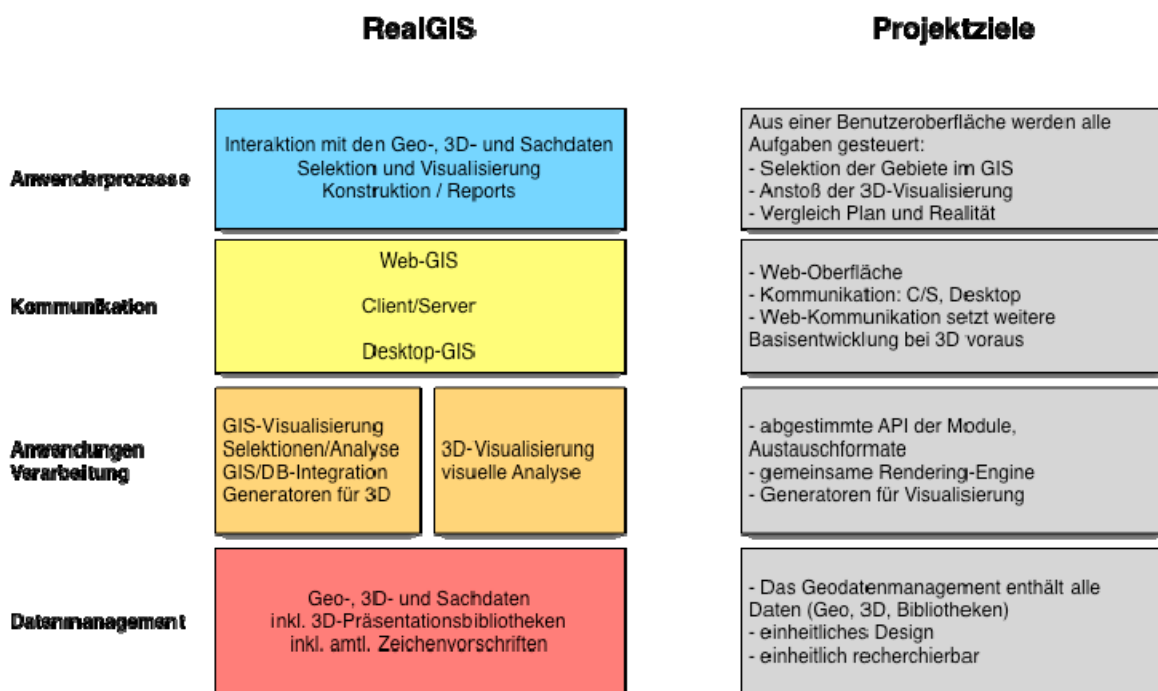 RealGIS
Projektziele
Anwenderprozesse
Interaktion mit den Geo-, 3D- und Sachdaten
Selektion und Visualisierung
Konstruktion / Reports
Aus einer Benutzeroberfläche werden alle
Aufgaben gesteuert:
- Selektion der Gebiete im GIS
- Anstoß der 3D-Visualisierung
- Vergleich Plan und Realität
Kommunikation
Web-GIS
Client/Server
Desktop-GIS
- Web-Oberfläche
- Kommunikation: C/S, Desktop
- Web-Kommunikation setzt weitere
Basisentwicklung bei 3D voraus
Anwendungen
Verarbeitung
GIS-Visualisierung
Selektionen/Analyse
GIS/DB-Integration
Generatoren für 3D
3D-Visualisierung
visuelle Analyse
- abgestimmte API der Module,
Austauschformate
- gemeinsame Rendering-Engine
- Generatoren für Visualisierung
Datenmanagement
Geo-, 3D- und Sachdaten
inkl. 3D-Präsentationsbibliotheken
inkl. amtl. Zeichenvorschriften
- Das Geodatenmanagement enthält alle
Daten (Geo, 3D, Bibliotheken)
- einheitliches Design
- einheitlich recherchierbar